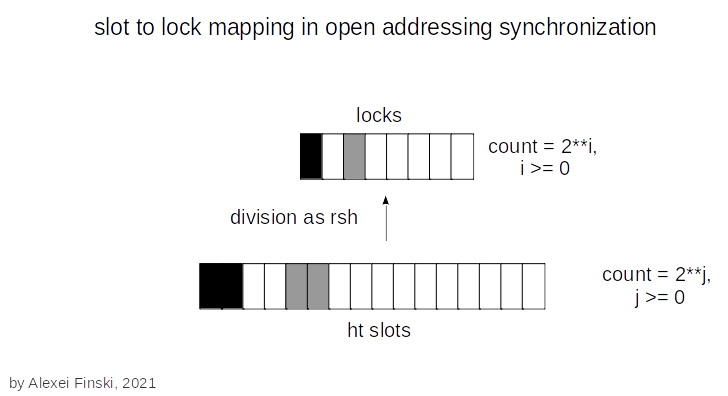 slot to lock mapping in open addressing synchronization
locks
count = 2**i,
i >= 0
division as rsh
count = 2**j,
j >= 0
ht slots
by Alexei Finski, 2021